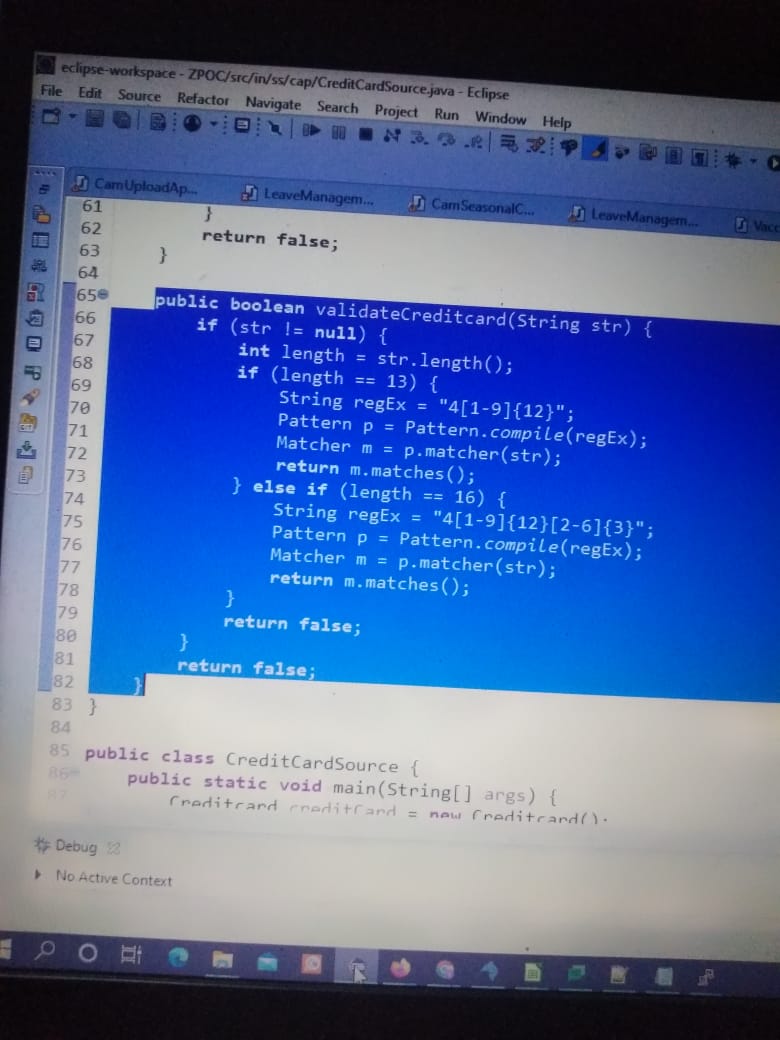 eclipse-workspace - ZPOC/src/in/ss/cap/CreditCardSource.java - Eclipse
File Edit Source Refactor Navigate Search Project Run Window Help
CamUploadAp... LeaveManagem... CamSeasonalC... LeaveManagem... Vacc
61 }
62 return false;
63 }
64
65 public boolean validateCreditcard(String str) {
66 if (str != null) {
67 int length = str.length();
68 if (length == 13) {
69 String regEx = "4[1-9]{12}";
70 Pattern p = Pattern.compile(regEx);
71 Matcher m = p.matcher(str);
72 return m.matches();
73 } else if (length == 16) {
74 String regEx = "4[1-9]{12}[2-6]{3}";
75 Pattern p = Pattern.compile(regEx);
76 Matcher m = p.matcher(str);
77 return m.matches();
78 }
79 return false;
80 }
81 return false;
82 }
83 }
84
85 public class CreditCardSource {
86 public static void main(String[] args) {
87 Creditcard creditCard = new Creditcard();
Debug
No Active Context